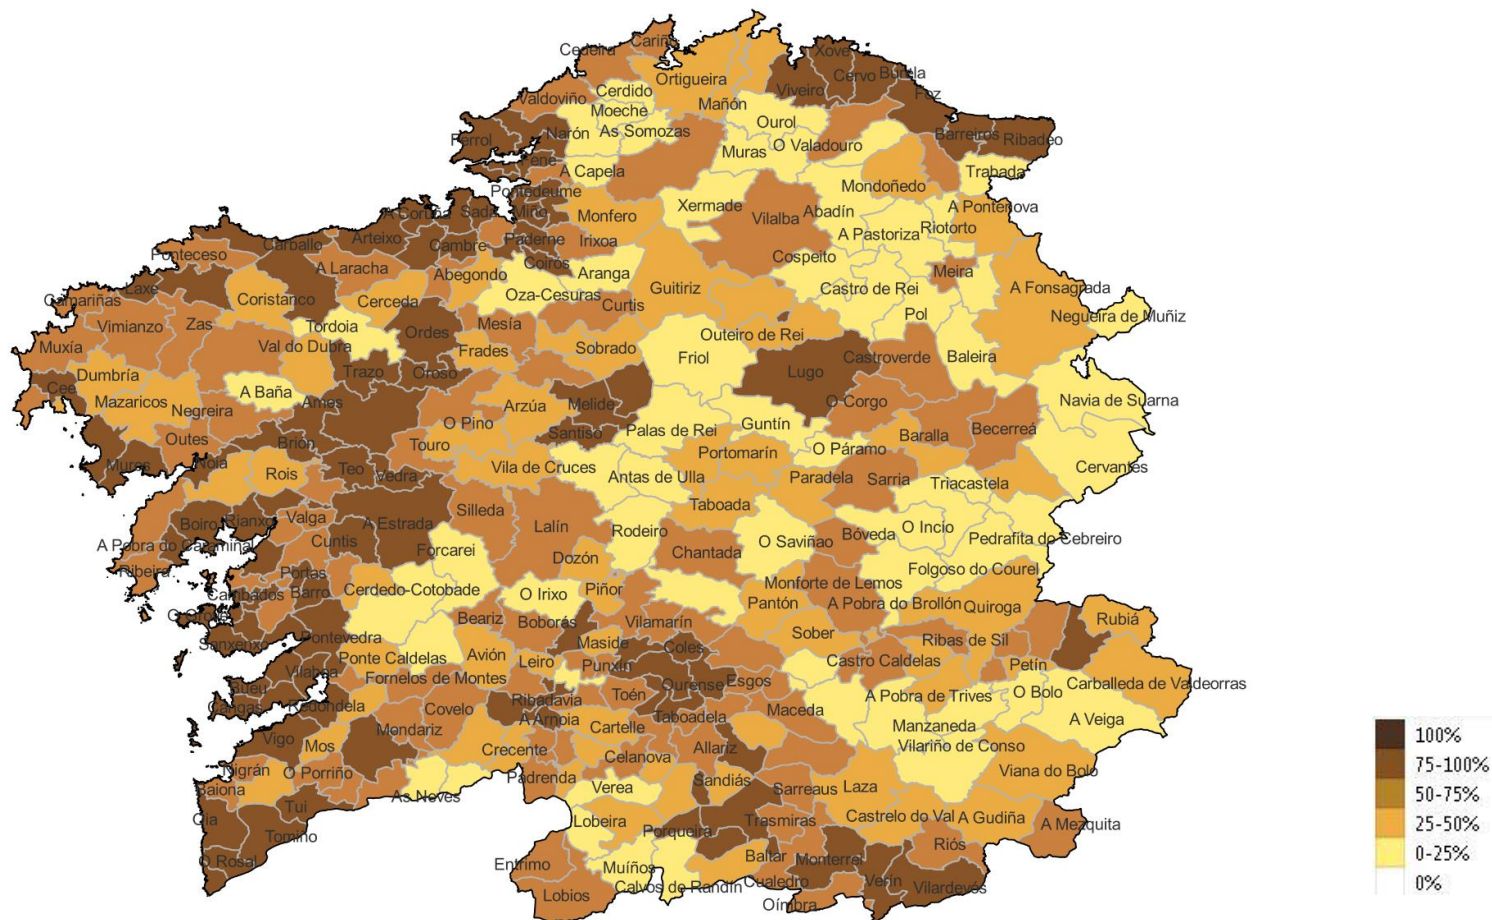 Cariño
Cedeira
Xove
Ortigueira
Cervo
Burela
Cerdido
Viveiro
Foz
Valdoviño
Moeche
Mañón
Ourol
Ferrol
Narón
As Somozas
Barreiros
Ribadeo
O Valadouro
Muras
Fene
A Capela
Trabada
Mondoñedo
Pontedeume
Xermade
A Coruña
Sada
Miño
Monfero
Vilalba
Abadín
A Pontenova
Riotorto
A Pastoriza
Carballo
Arteixo
Cambre
Paderne
Irixoa
Ponteceso
Coirós
Cospeito
A Laracha
Abegondo
Aranga
Meira
Laxe
Guitiriz
Castro de Rei
A Fonsagrada
Camariñas
Coristanco
Cerceda
Oza-Cesuras
Curtis
Pol
Negueira de Muñiz
Vimianzo
Zas
Tordoia
Ordes
Mesía
Outeiro de Rei
Muxía
Val do Dubra
Frades
Sobrado
Friol
Castroverde
Baleira
Dumbría
Trazo
Oroso
Lugo
Cee
A Baña
Mazaricos
Ames
Arzúa
Melide
O Corgo
Navia de Suarna
Negreira
O Pino
Guntín
Santiso
Palas de Rei
Baralla
Becerreá
Outes
Brión
Touro
O Páramo
Muros
Noia
Rois
Teo
Vedra
Vila de Cruces
Portomarín
Cervantes
Antas de Ulla
Paradela
Sarria
Triacastela
Taboada
Boiro
Rianxo
Valga
A Estrada
Silleda
Lalín
Rodeiro
O Incio
Bóveda
A Pobra do Caramiñal
Cuntis
Forcarei
O Saviñao
Pedrafita do Cebreiro
Chantada
Dozón
Ribeira
Portas
Folgoso do Courel
Cambados
Barro
Cerdedo-Cotobade
O Irixo
Piñor
Monforte de Lemos
Pantón
A Pobra do Brollón
Quiroga
O Grove
Beariz
Boborás
Vilamarín
Rubiá
Sanxenxo
Pontevedra
Maside
Coles
Sober
Ribas de Sil
Ponte Caldelas
Avión
Leiro
Punxín
Castro Caldelas
Petín
Vilaboa
Fornelos de Montes
Ourense
Esgos
Carballeda de Valdeorras
Bueu
Toén
A Pobra de Trives
O Bolo
Cangas
Redondela
Covelo
Ribadavia
Maceda
A Arnoia
Taboadela
A Veiga
Mondariz
Cartelle
Manzaneda
Vigo
Mos
Crecente
Allariz
Vilariño de Conso
Celanova
Nigrán
O Porriño
Padrenda
Sandiás
Viana do Bolo
Baiona
As Neves
Verea
Sarreaus
Laza
Tui
Oia
Lobeira
Trasmiras
Castrelo do Val
A Gudiña
A Mezquita
Tomiño
Porqueira
Riós
O Rosal
Entrimo
Muíños
Baltar
Monterrei
Calvos de Randín
Cualedro
Verín
Vilardevós
Lobios
Oímbra
100%
75-100%
50-75%
25-50%
0-25%
0%